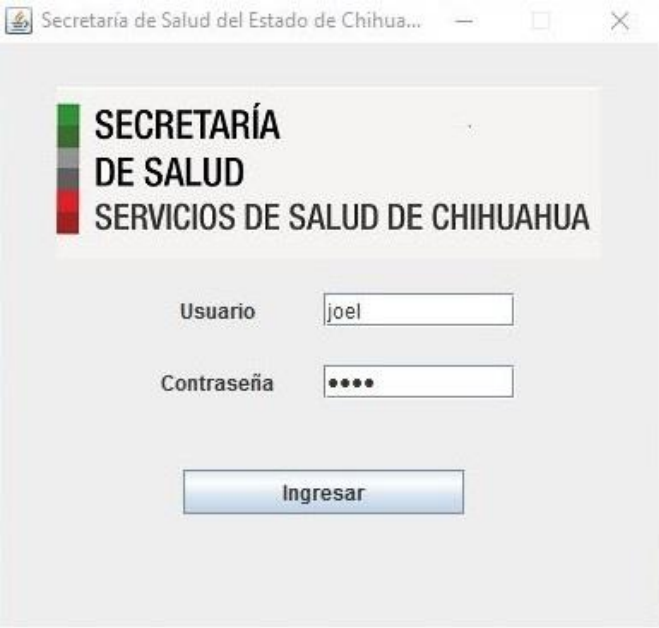 Secretaría de Salud del Estado de Chihua...
SECRETARÍA
DE SALUD
SERVICIOS DE SALUD DE CHIHUAHUA
Usuario joel
Contraseña ••••
Ingresar